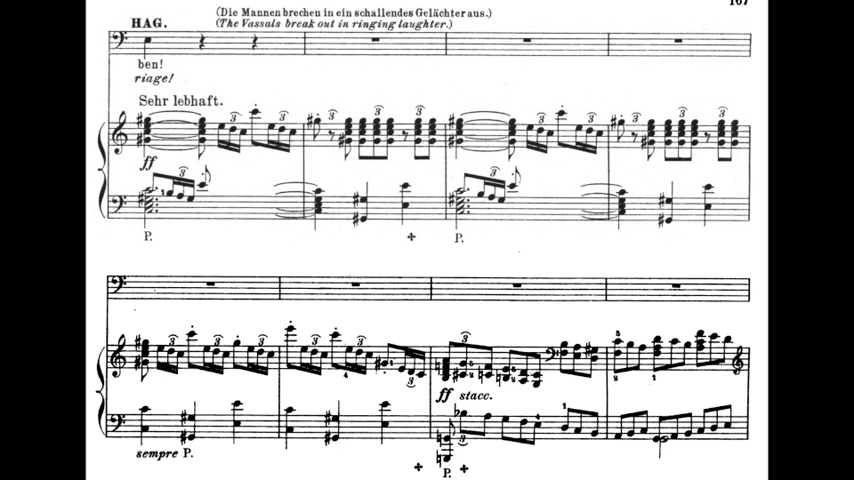 167
HAG.
(Die Mannen brechen in ein schallendes Gelächter aus.)
(The Vassals break out in ringing laughter.)
ben!
riage!
Sehr lebhaft.
ff
P.
P.
ff stacc.
sempre P.
P.